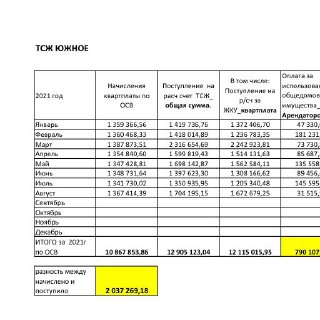 ТСЖ ЮЖНОЕ
2021 год | Начисления квартплаты по ОСВ | Поступление на расч счет ТСЖ_ общая сумма. | В том числе: Поступление на р/сч за ЖКУ_квартплата | Оплата за использова общедомов имущества_ Арендатор
Январь 1 359 366,56 1 419 736,76 1 372 406,70 47 330,
Февраль 1 360 468,33 1 418 014,89 1 236 783,35 181 231
Март 1 387 873,51 2 316 654,69 2 242 923,81 73 730,
Апрель 1 354 840,60 1 599 819,43 1 514 131,63 85 687,
Май 1 347 428,81 1 698 142,87 1 562 584,11 135 558
Июнь 1 348 731,64 1 397 623,30 1 308 166,62 89 456,
Июль 1 341 730,02 1 350 935,95 1 205 340,48 145 595
Август 1 367 414,39 1 704 195,15 1 672 679,25 31 515,
Сентябрь
Октябрь
Ноябрь
Декабрь
ИТОГО за 2021г
по ОСВ 10 867 853,86 12 905 123,04 12 115 015,95 790 107
разность между
начислено и
поступило 2 037 269,18